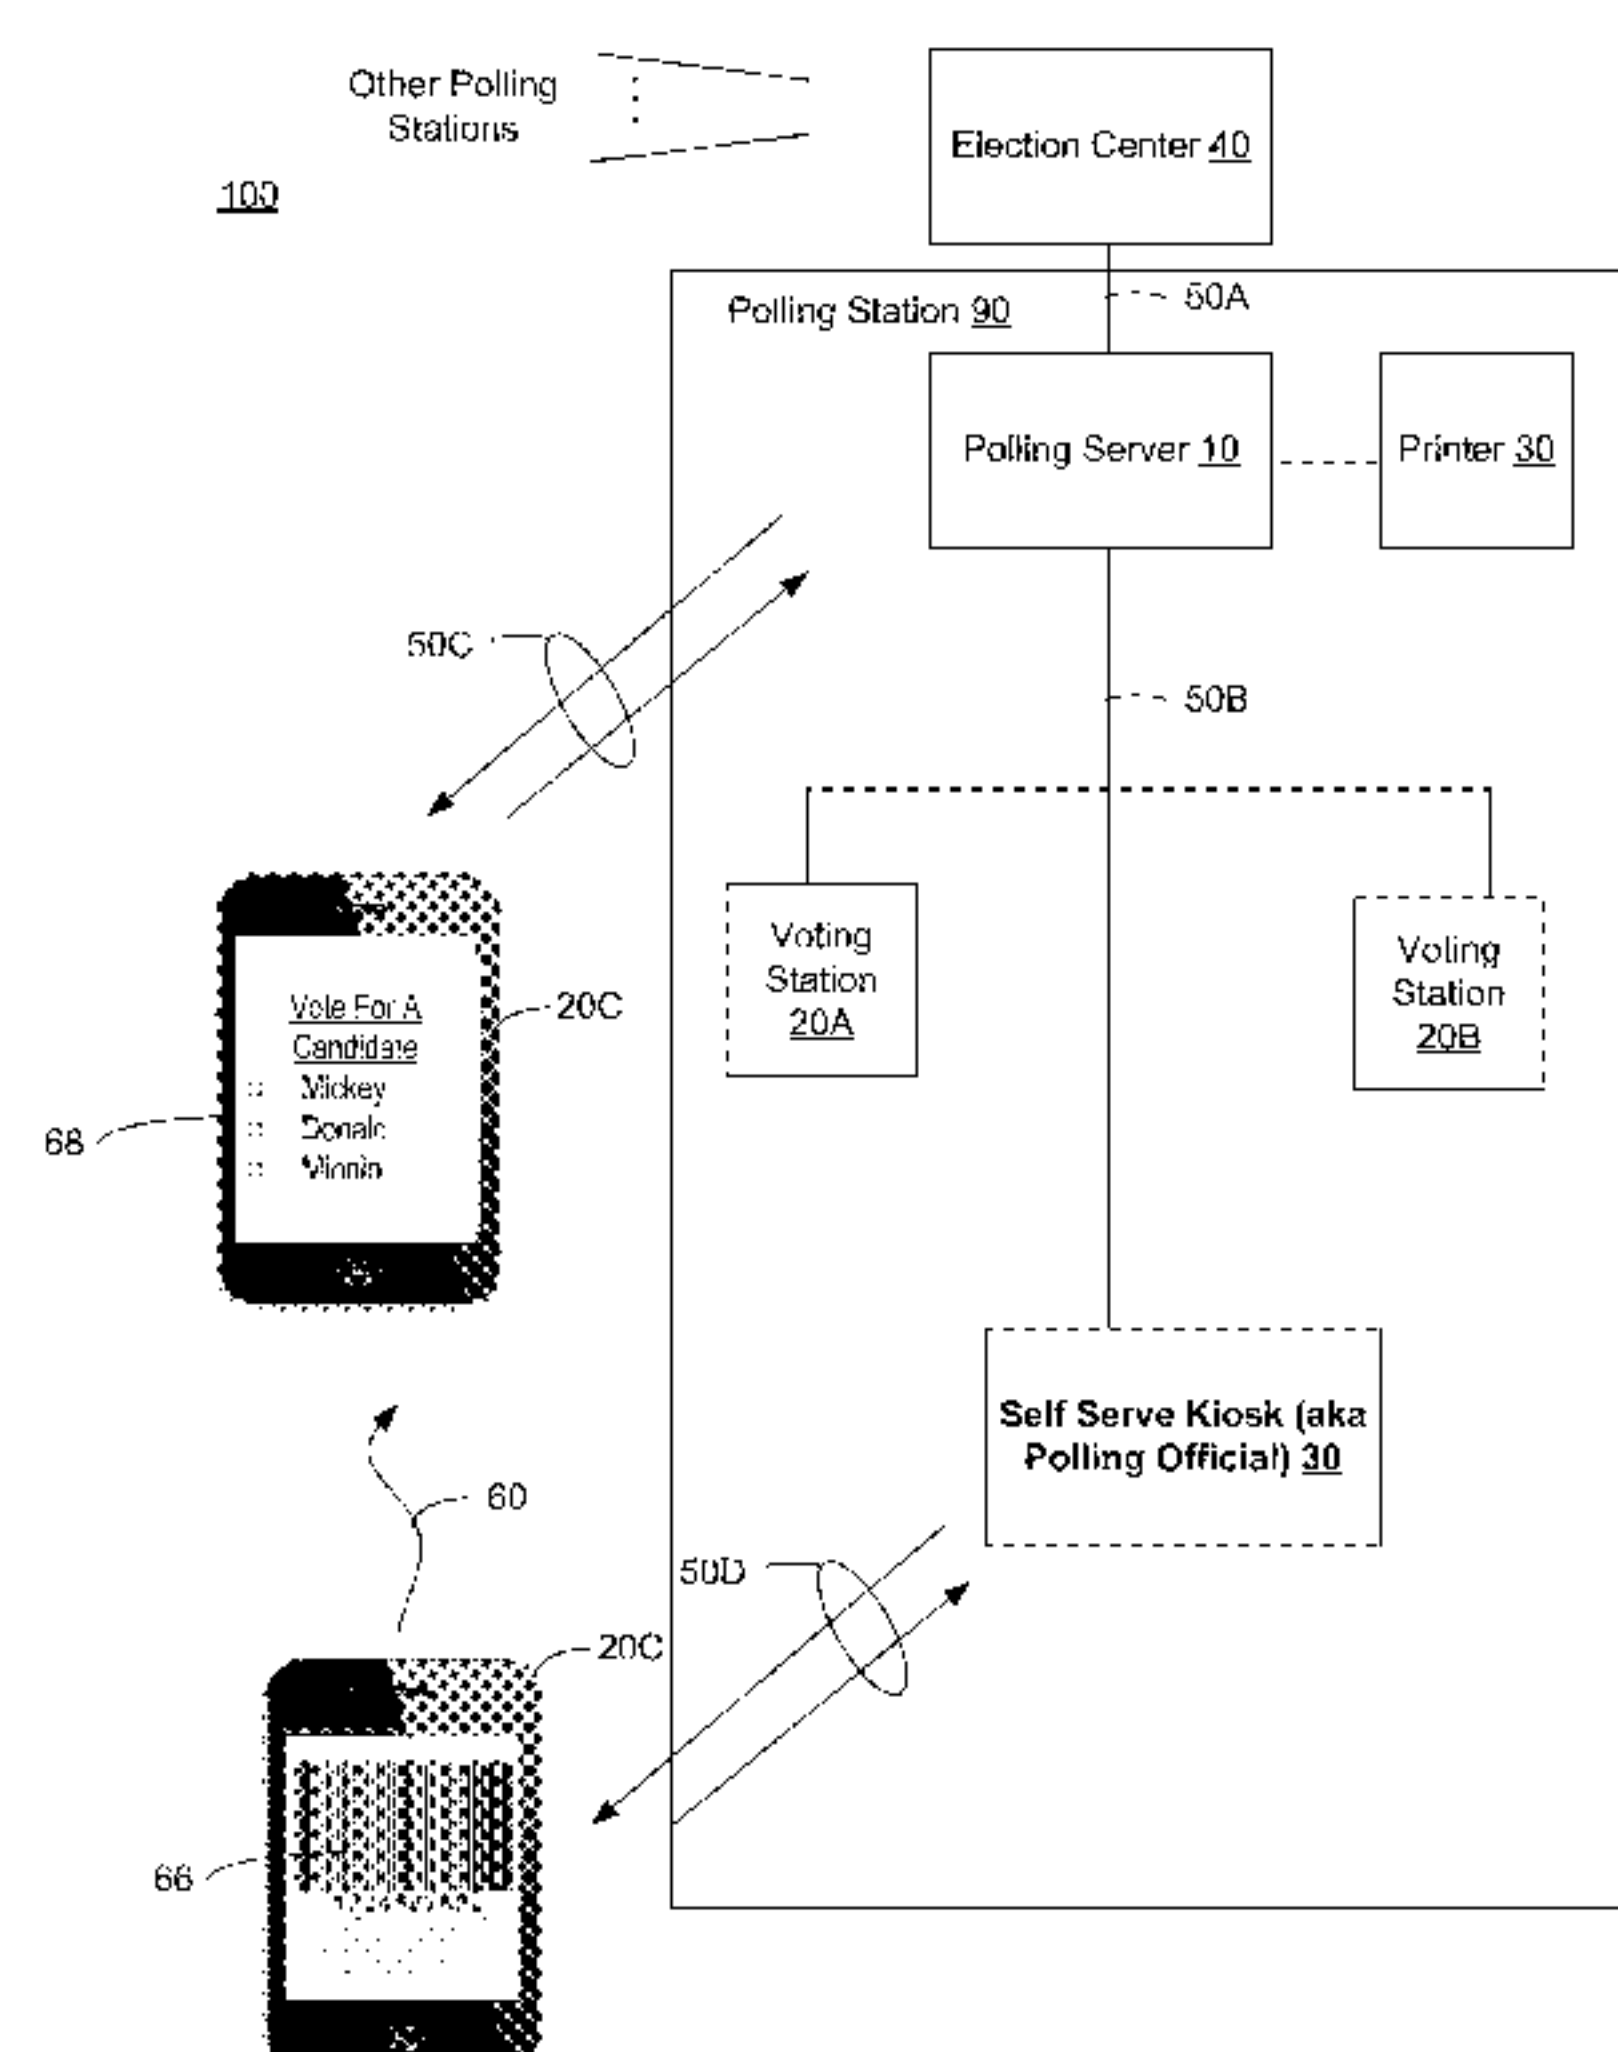 Other Polling
Stations
100
Election Center 40
50A
Polling Station 90
Polling Server 10
Printer 30
50C
50B
Voting
Station
20A
Voting
Station
20B
Vote For A
Candidate
Mickey
Donald
Minnie
20C
68
Self Serve Kiosk (aka
Polling Official) 30
60
50D
20C
66